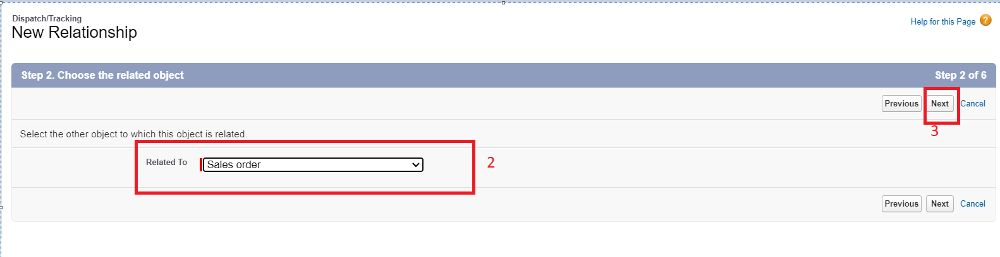 Dispatch/Tracking
New Relationship
Help for this Page ?
Step 2. Choose the related object Step 2 of 6
Previous Next Cancel
3
Select the other object to which this object is related.
Related To Sales order 2
Previous Next Cancel